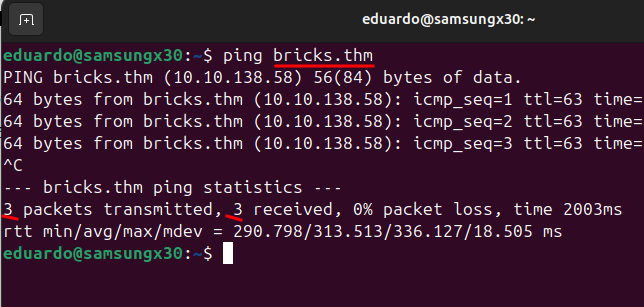 eduardo@samsungx30: ~
eduardo@samsungx30:~$ ping bricks.thm
PING bricks.thm (10.10.138.58) 56(84) bytes of data.
64 bytes from bricks.thm (10.10.138.58): icmp_seq=1 ttl=63 time=
64 bytes from bricks.thm (10.10.138.58): icmp_seq=2 ttl=63 time=
64 bytes from bricks.thm (10.10.138.58): icmp_seq=3 ttl=63 time=
^C
--- bricks.thm ping statistics ---
3 packets transmitted, 3 received, 0% packet loss, time 2003ms
rtt min/avg/max/mdev = 290.798/313.513/336.127/18.505 ms
eduardo@samsungx30:~$